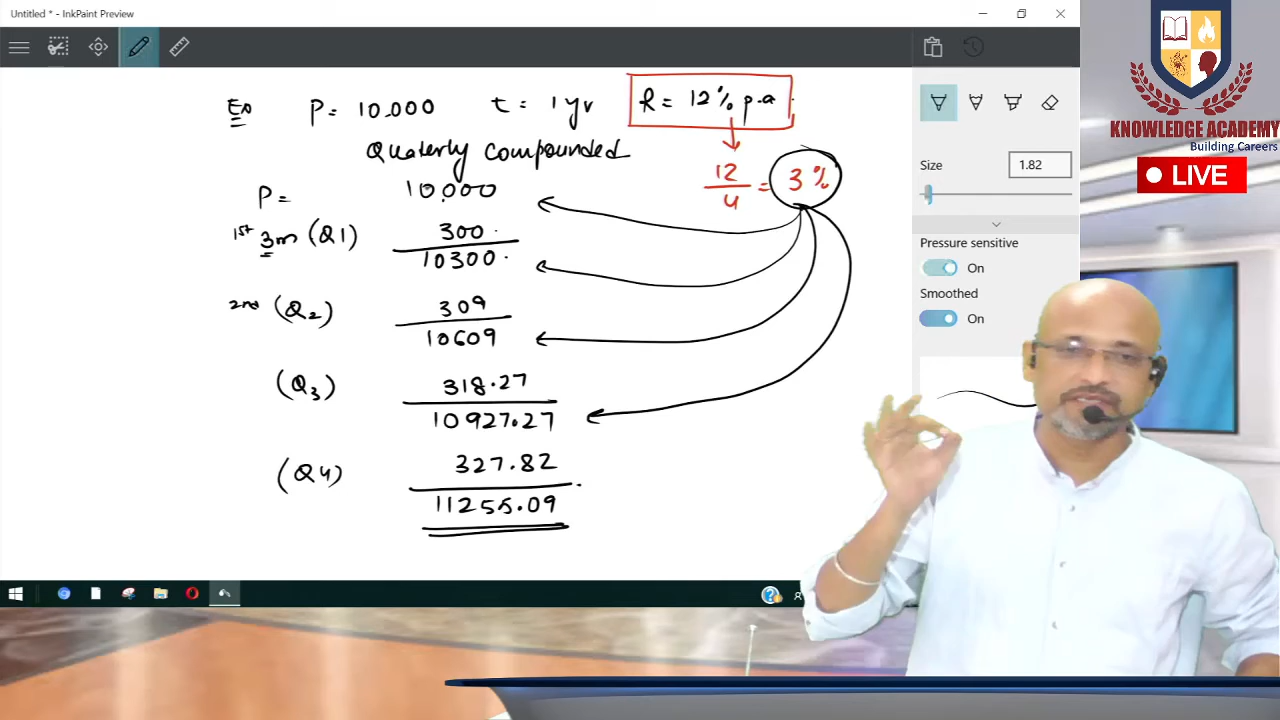 Untitled * - InkPaint Preview
Ex P = 10.000 t = 1 yr R = 12% p.a
Quaterly compounded
12/4 = 3%
P = 10.000
1st 3m (Q1) 300
10300
2nd (Q2) 309
10609
(Q3) 318.27
10927.27
(Q4) 327.82
11255.09
Size 1.82
Pressure sensitive
On
Smoothed
On
KNOWLEDGE ACADEMY
Building Careers
LIVE